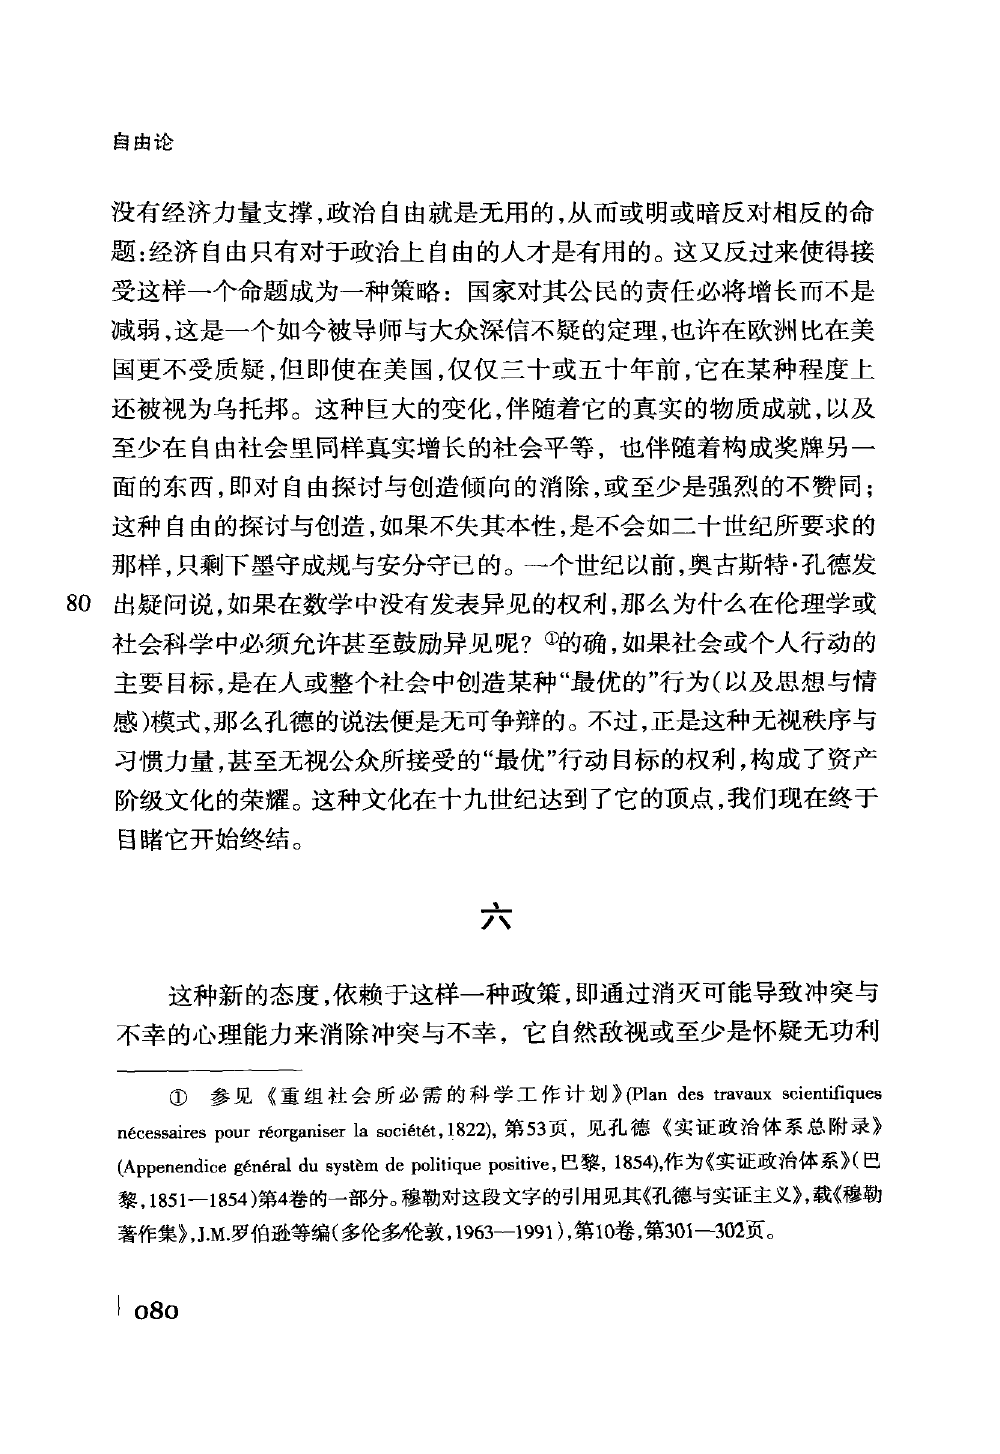 自由论
没有经济力量支撑,政治自由就是无用的,从而或明或暗反对相反的命
题:经济自由只有对于政治上自由的人才是有用的。这又反过来使得接
受这样一个命题成为一种策略：国家对其公民的责任必将增长而不是
减弱,这是一个如今被导师与大众深信不疑的定理,也许在欧洲比在美
国更不受质疑,但即使在美国,仅仅三十或五十年前,它在某种程度上
还被视为乌托邦。这种巨大的变化,伴随着它的真实的物质成就,以及
至少在自由社会里同样真实增长的社会平等，也伴随着构成奖牌另一
面的东西,即对自由探讨与创造倾向的消除,或至少是强烈的不赞同;
这种自由的探讨与创造,如果不失其本性,是不会如二十世纪所要求的
那样,只剩下墨守成规与安分守己的。一个世纪以前,奥古斯特·孔德发
80 出疑问说,如果在数学中没有发表异见的权利,那么为什么在伦理学或
社会科学中必须允许甚至鼓励异见呢？①的确,如果社会或个人行动的
主要目标,是在人或整个社会中创造某种“最优的”行为(以及思想与情
感)模式,那么孔德的说法便是无可争辩的。不过,正是这种无视秩序与
习惯力量,甚至无视公众所接受的“最优”行动目标的权利,构成了资产
阶级文化的荣耀。这种文化在十九世纪达到了它的顶点,我们现在终于
目睹它开始终结。
六
这种新的态度,依赖于这样一种政策,即通过消灭可能导致冲突与
不幸的心理能力来消除冲突与不幸，它自然敌视或至少是怀疑无功利
① 参见《重组社会所必需的科学工作计划》(Plan des travaux scientifiques
nécessaires pour réorganiser la sociétét,1822), 第53页, 见孔德《实证政治体系总附录》
(Appenendice général du systèm de politique positive,巴黎, 1854),作为《实证政治体系》(巴
黎,1851—1854)第4卷的一部分。穆勒对这段文字的引用见其《孔德与实证主义》,载《穆勒
著作集》,J.M.罗伯逊等编(多伦多/伦敦,1963—1991),第10卷,第301—302页。
080